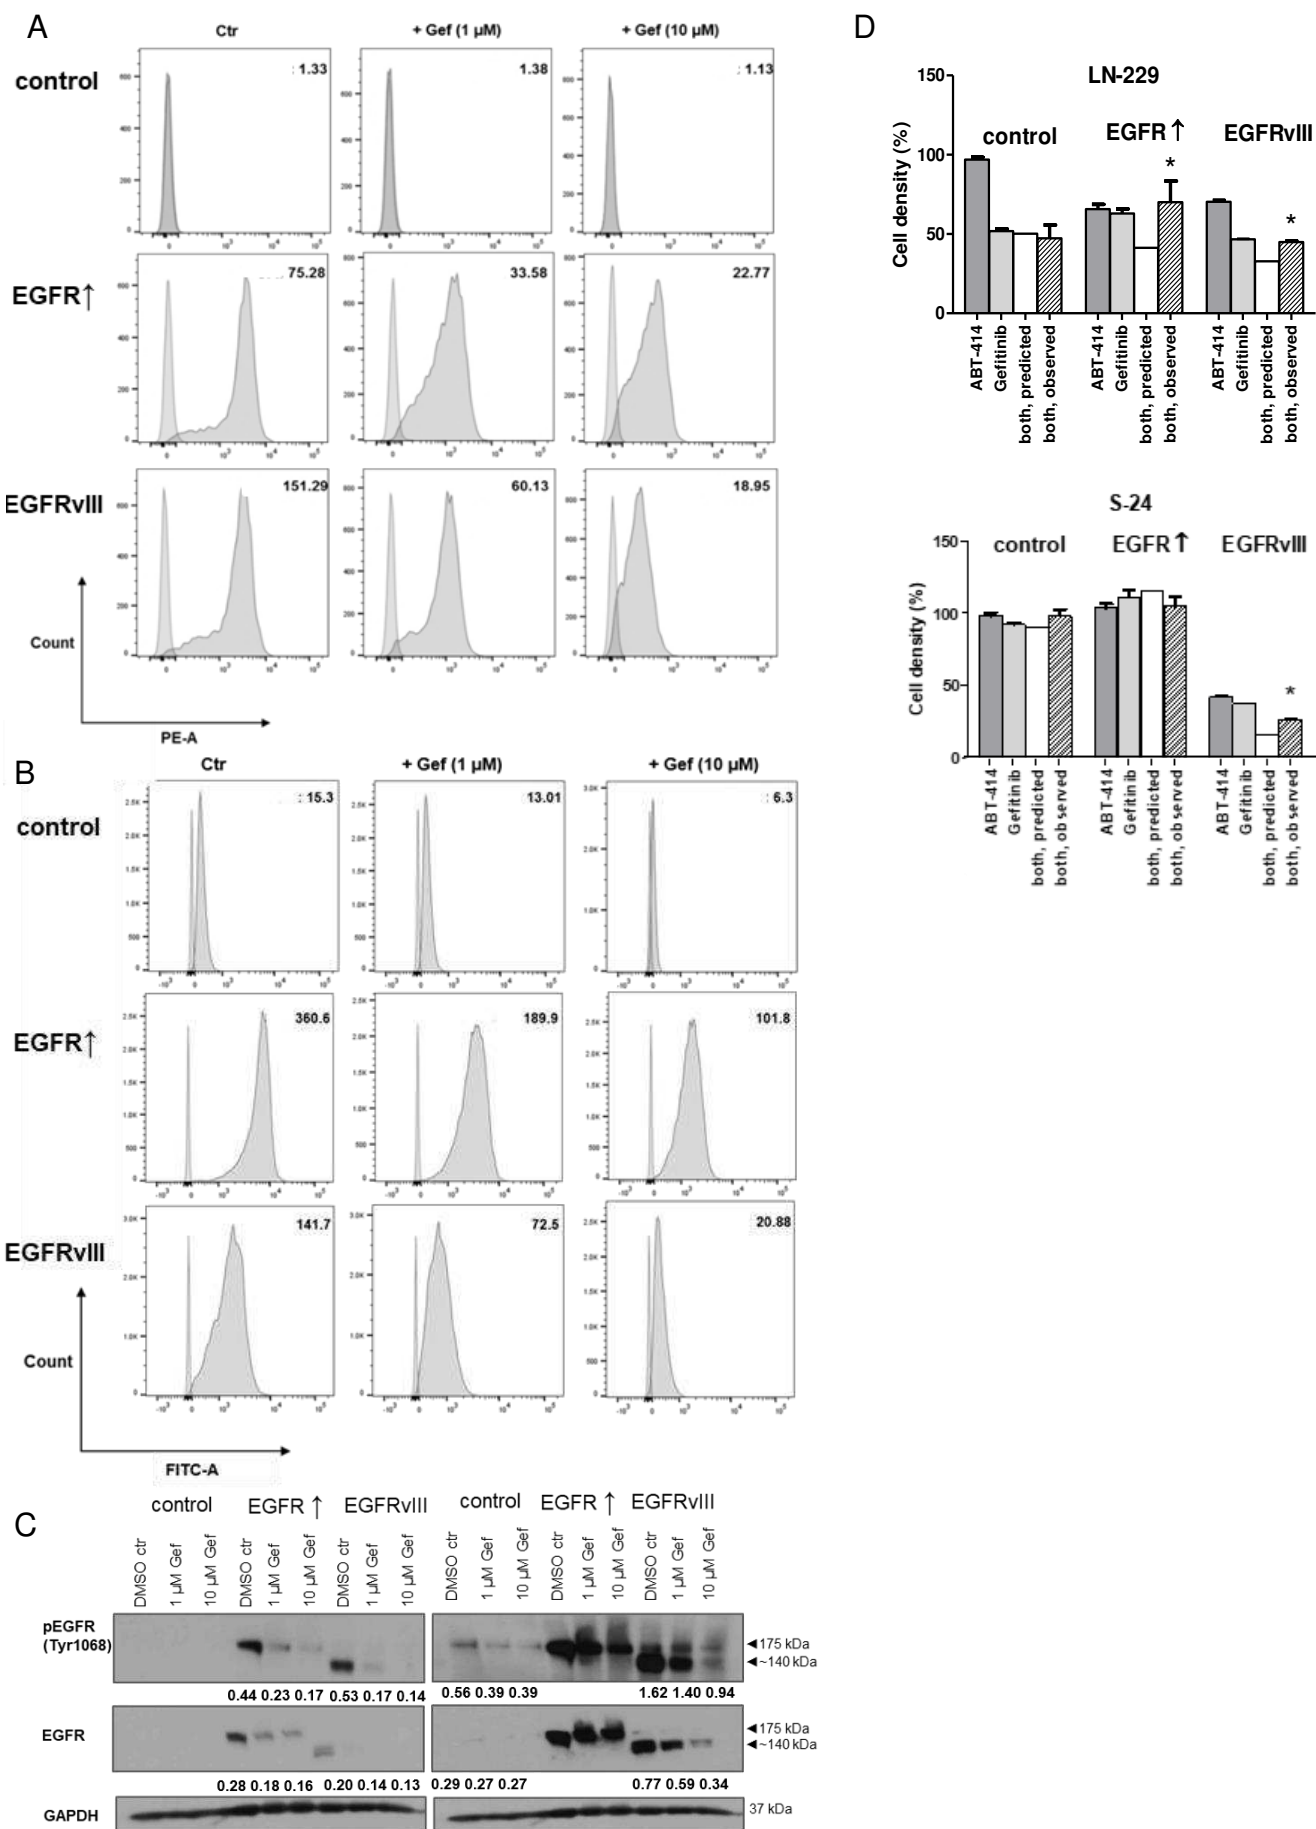 A
Ctr
+ Gef (1 µM)
+ Gef (10 µM)
control
: 1.33
1.38
: 1.13
EGFR↑
75.28
33.58
22.77
EGFRvIII
151.29
60.13
18.95
Count
PE-A
B
Ctr
+ Gef (1 µM)
+ Gef (10 µM)
control
: 15.3
13.01
: 6.3
EGFR↑
360.6
189.9
101.8
EGFRvIII
141.7
72.5
20.88
Count
FITC-A
C
control
EGFR ↑
EGFRvIII
control
EGFR ↑
EGFRvIII
DMSO ctr
1 µM Gef
10 µM Gef
DMSO ctr
1 µM Gef
10 µM Gef
DMSO ctr
1 µM Gef
10 µM Gef
DMSO ctr
1 µM Gef
10 µM Gef
DMSO ctr
1 µM Gef
10 µM Gef
DMSO ctr
1 µM Gef
10 µM Gef
pEGFR
(Tyr1068)
◄175 kDa
◄~140 kDa
0.44 0.23 0.17 0.53 0.17 0.14
0.56 0.39 0.39
1.62 1.40 0.94
EGFR
◄175 kDa
◄~140 kDa
0.28 0.18 0.16 0.20 0.14 0.13
0.29 0.27 0.27
0.77 0.59 0.34
GAPDH
37 kDa
D
LN-229
control
EGFR ↑
EGFRvIII
Cell density (%)
150
100
50
0
*
*
ABT-414
Gefitinib
both, predicted
both, observed
ABT-414
Gefitinib
both, predicted
both, observed
ABT-414
Gefitinib
both, predicted
both, observed
S-24
control
EGFR ↑
EGFRvIII
Cell density (%)
150
100
50
0
*
ABT-414
Gefitinib
both, predicted
both, observed
ABT-414
Gefitinib
both, predicted
both, observed
ABT-414
Gefitinib
both, predicted
both, observed